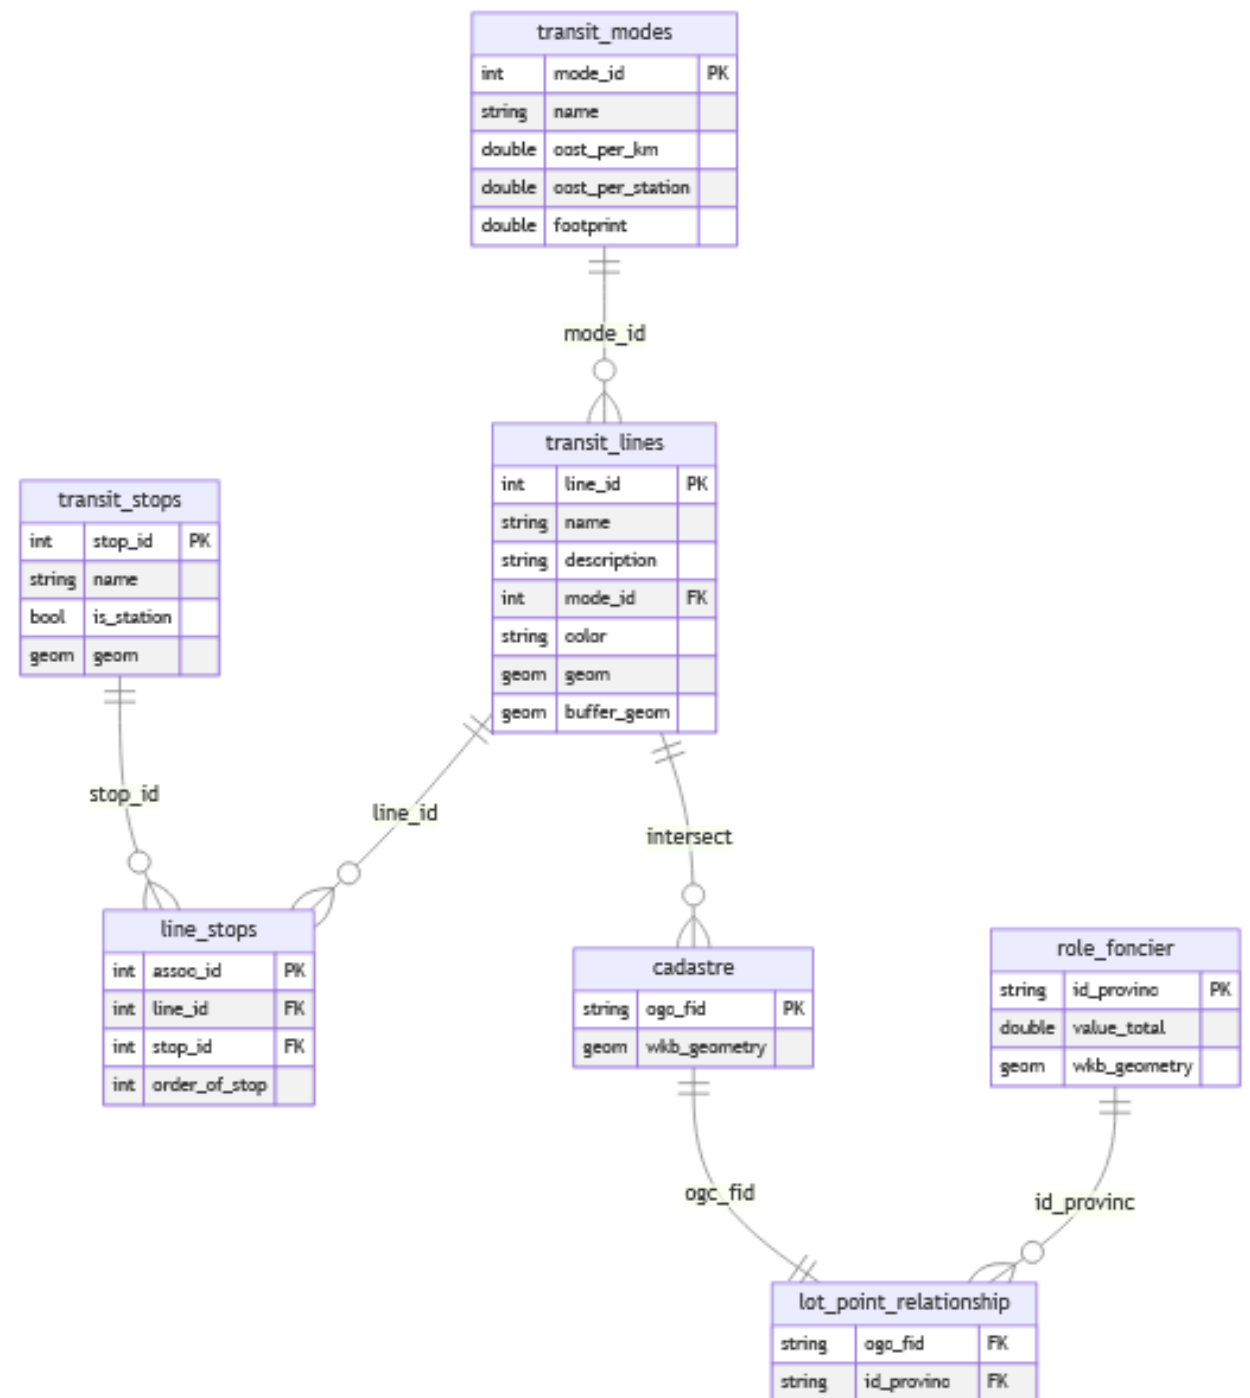 transit_modes
int mode_id PK
string name
double cost_per_km
double cost_per_station
double footprint
mode_id
transit_lines
int line_id PK
string name
string description
int mode_id FK
string color
geom geom
geom buffer_geom
transit_stops
int stop_id PK
string name
bool is_station
geom geom
stop_id
line_id
intersect
line_stops
int assoc_id PK
int line_id FK
int stop_id FK
int order_of_stop
cadastre
string ogc_fid PK
geom wkb_geometry
role_foncier
string id_provinc PK
double value_total
geom wkb_geometry
ogc_fid
id_provinc
lot_point_relationship
string ogc_fid FK
string id_provinc FK